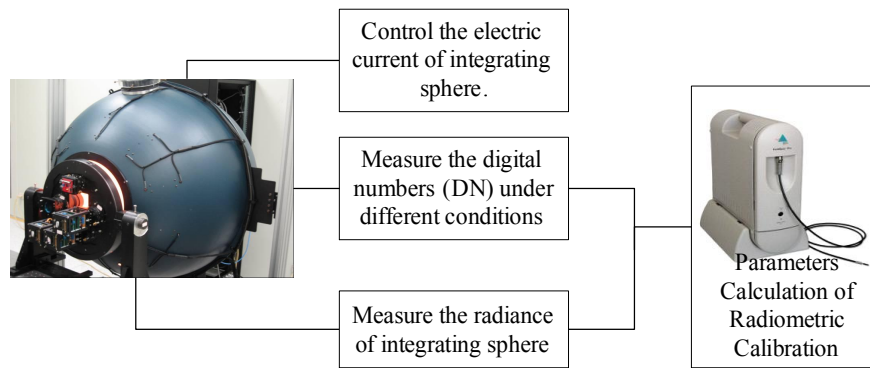 Control the electric
current of integrating
sphere.
Measure the digital
numbers (DN) under
different conditions
Measure the radiance
of integrating sphere
Parameters
Calculation of
Radiometric
Calibration